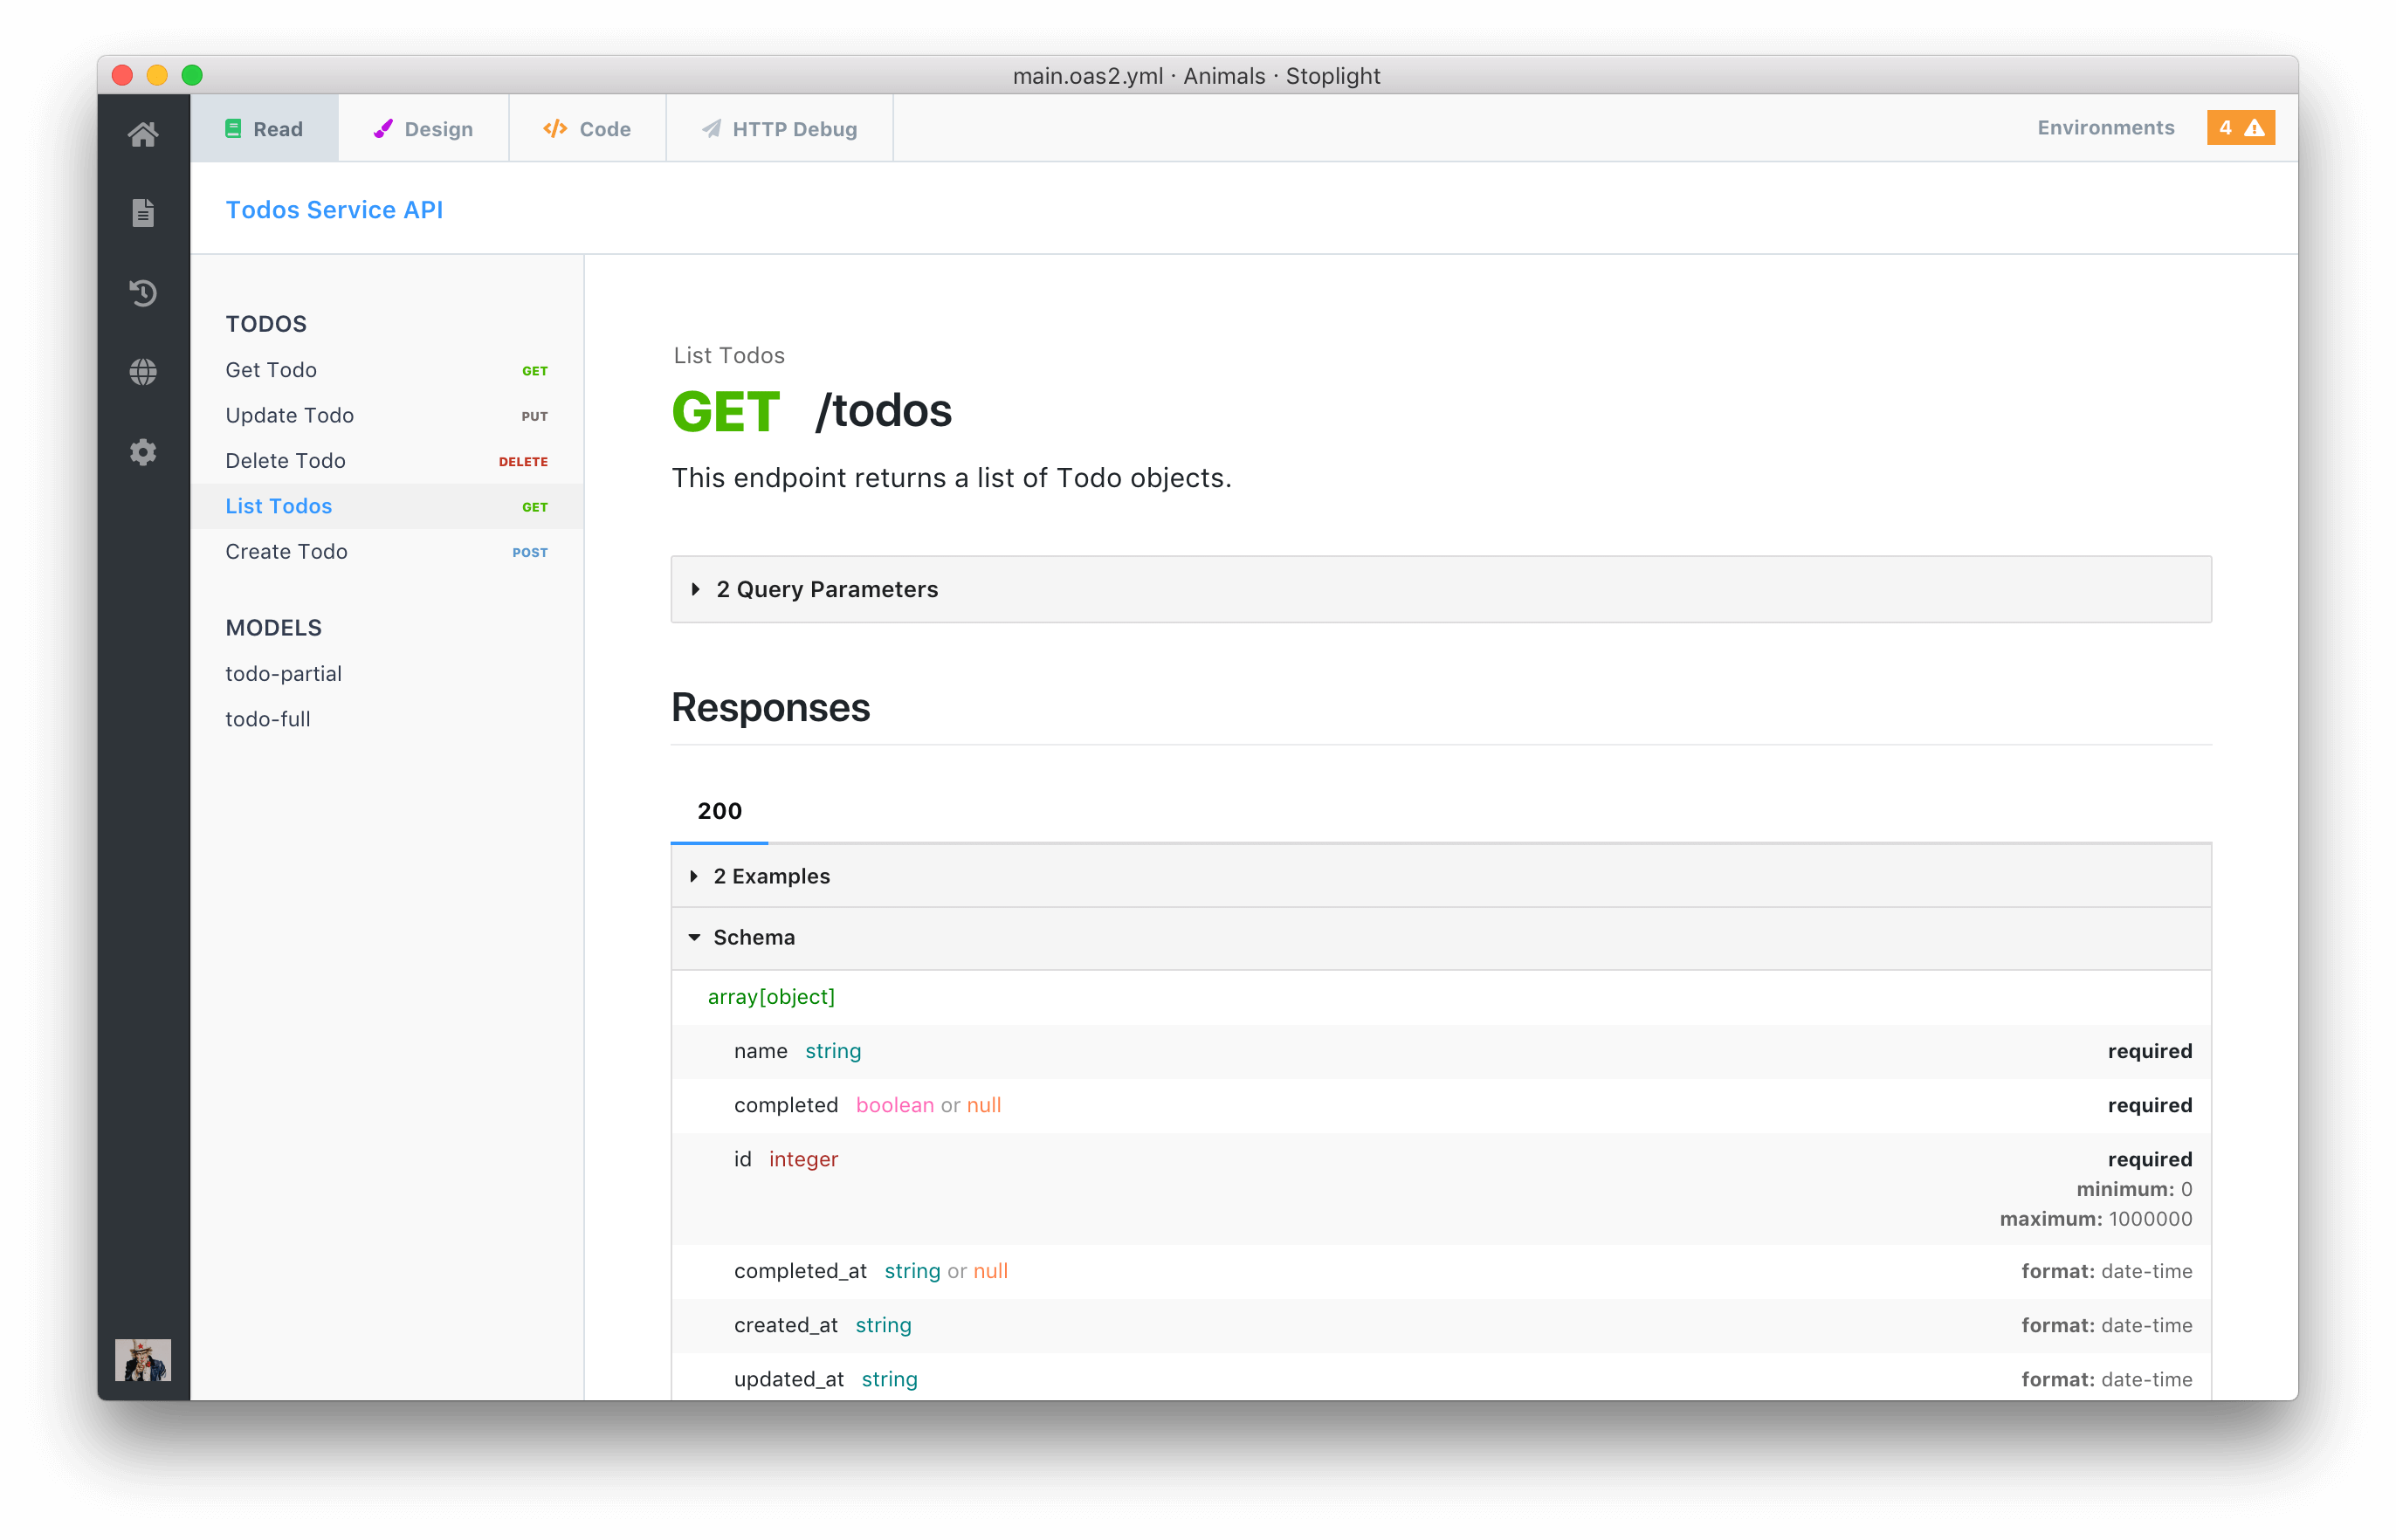 main.oas2.yml · Animals · Stoplight
Read
Design
Code
HTTP Debug
Environments
4
Todos Service API
TODOS
Get Todo GET
Update Todo PUT
Delete Todo DELETE
List Todos GET
Create Todo POST
MODELS
todo-partial
todo-full
List Todos
GET /todos
This endpoint returns a list of Todo objects.
2 Query Parameters
Responses
200
2 Examples
Schema
array[object]
name string required
completed boolean or null required
id integer required
minimum: 0
maximum: 1000000
completed_at string or null format: date-time
created_at string format: date-time
updated_at string format: date-time